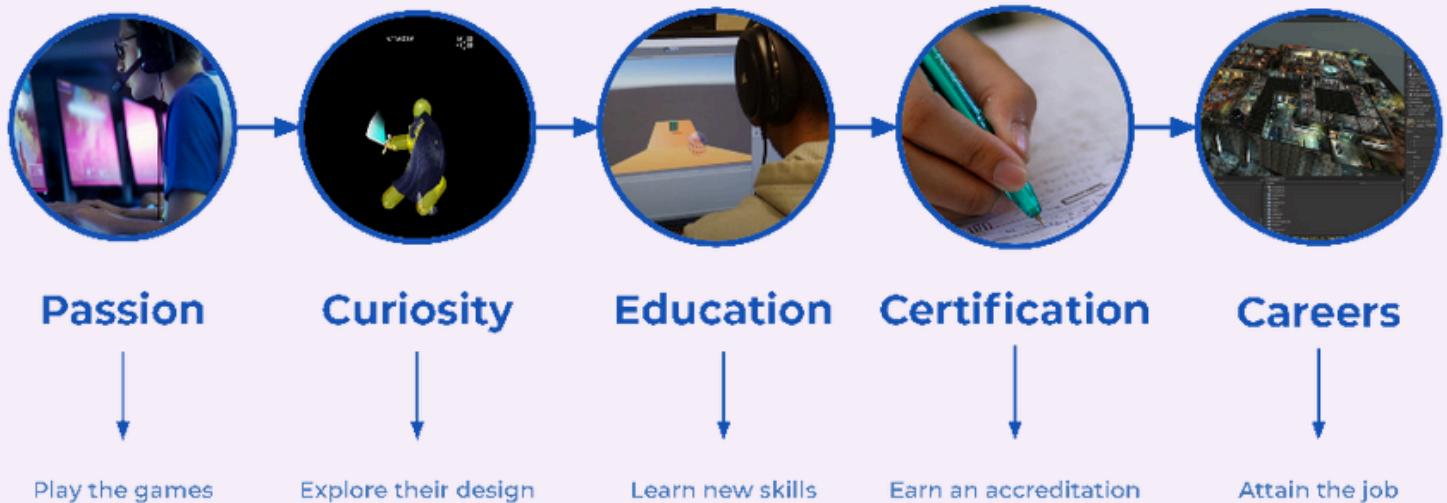 Passion
Curiosity
Education
Certification
Careers
Play the games
Explore their design
Learn new skills
Earn an accreditation
Attain the job